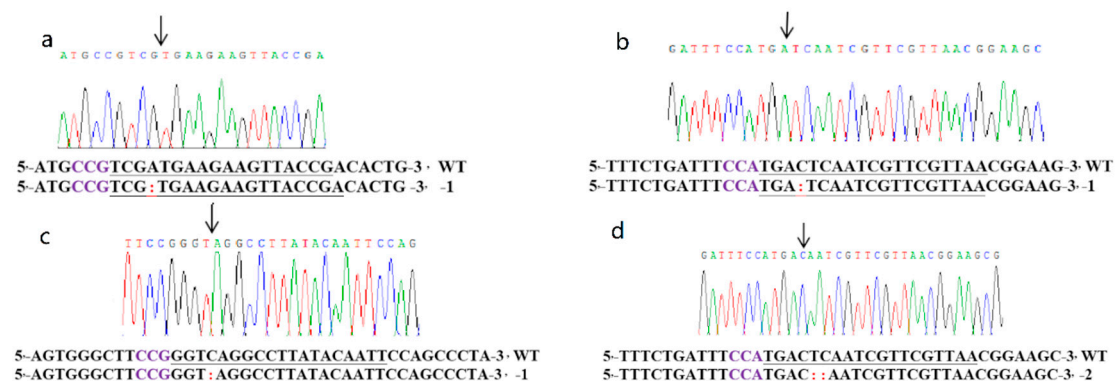 a
ATGCCGTCGTGAAGAAGTTACCGA
5-ATGCCGTCGATGAAGAAGTTACCGACACTG-3 WT
5-ATGCCGTCG:TGAAGAAGTTACCGACACTG-3 -1
b
GATTTCCATGATCAATCGTTCGTTAACGGAAGC
5-TTTCTGATTTCCATGACTCAATCGTTCGTTAACGGAAG-3 WT
5-TTTCTGATTTCCATGA:TCAATCGTTCGTTAACGGAAG-3 -1
c
TTCCGGGTAGGCCTTATACAATTCCAG
5-AGTGGGCTTCCGGGTCAGGCCTTATACAATTCCAGCCCTA-3 WT
5-AGTGGGCTTCCGGGT:AGGCCTTATACAATTCCAGCCCTA-3 -1
d
GATTTCCATGACAATCGTTCGTTAACGGAAGCG
5-TTTCTGATTTCCATGACTCAATCGTTCGTTAACGGAAGC-3 WT
5-TTTCTGATTTCCATGAC::AATCGTTCGTTAACGGAAGC-3 -2